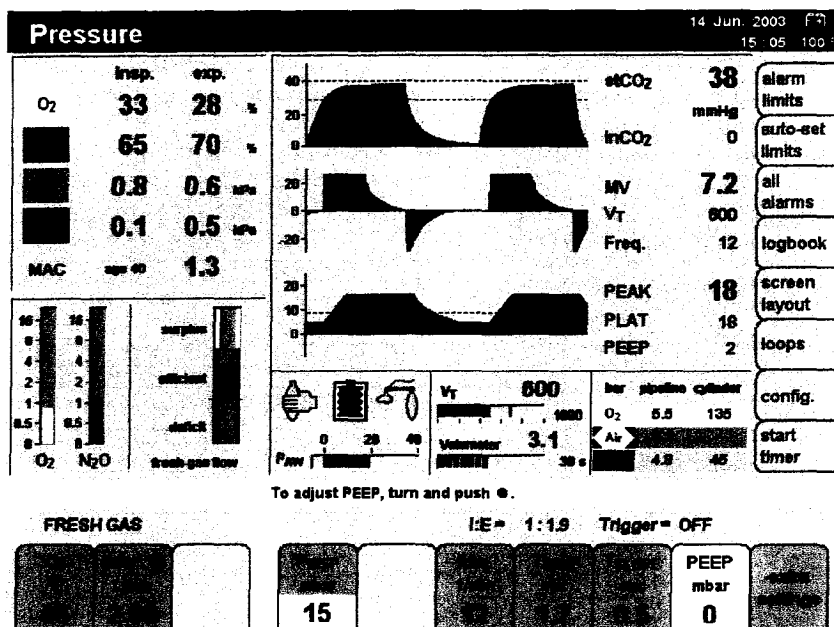 14 Jun. 2003
Pressure
15 : 05 100
insp. exp.
O2 33 28 %
65 70 %
0.8 0.6 kPa
0.1 0.5 kPa
MAC age 40 1.3
40
20
0
20
0
-20
20
10
0
etCO2 38
mmHg
inCO2 0
MV 7.2
VT 600
Freq. 12
PEAK 18
PLAT 18
PEEP 2
alarm
limits
auto-set
limits
all
alarms
logbook
screen
layout
loops
config.
start
timer
surplus
efficient
deficit
fresh-gas flow
O2 N2O
0 20 40
PAW
VT 600
1000
Volumeter 3.1
30 s
bar pipeline cylinder
O2 5.5 135
Air
4.9 45
To adjust PEEP, turn and push
FRESH GAS
I:E = 1 : 1.9 Trigger = OFF
15
PEEP
mbar
0
extra
settings